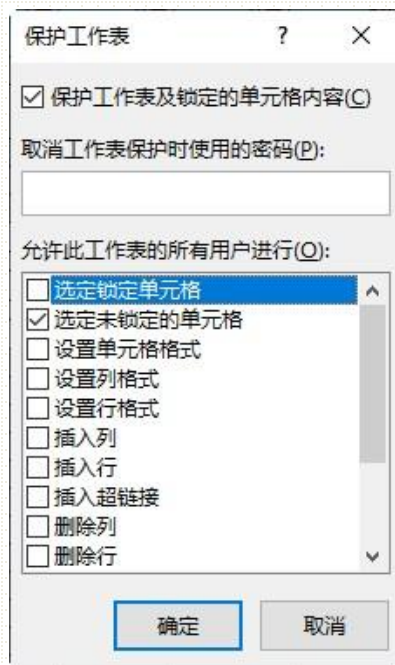 保护工作表 ? ×
保护工作表及锁定的单元格内容(C)
取消工作表保护时使用的密码(P):
允许此工作表的所有用户进行(O):
选定锁定单元格
选定未锁定的单元格
设置单元格格式
设置列格式
设置行格式
插入列
插入行
插入超链接
删除列
删除行
确定 取消